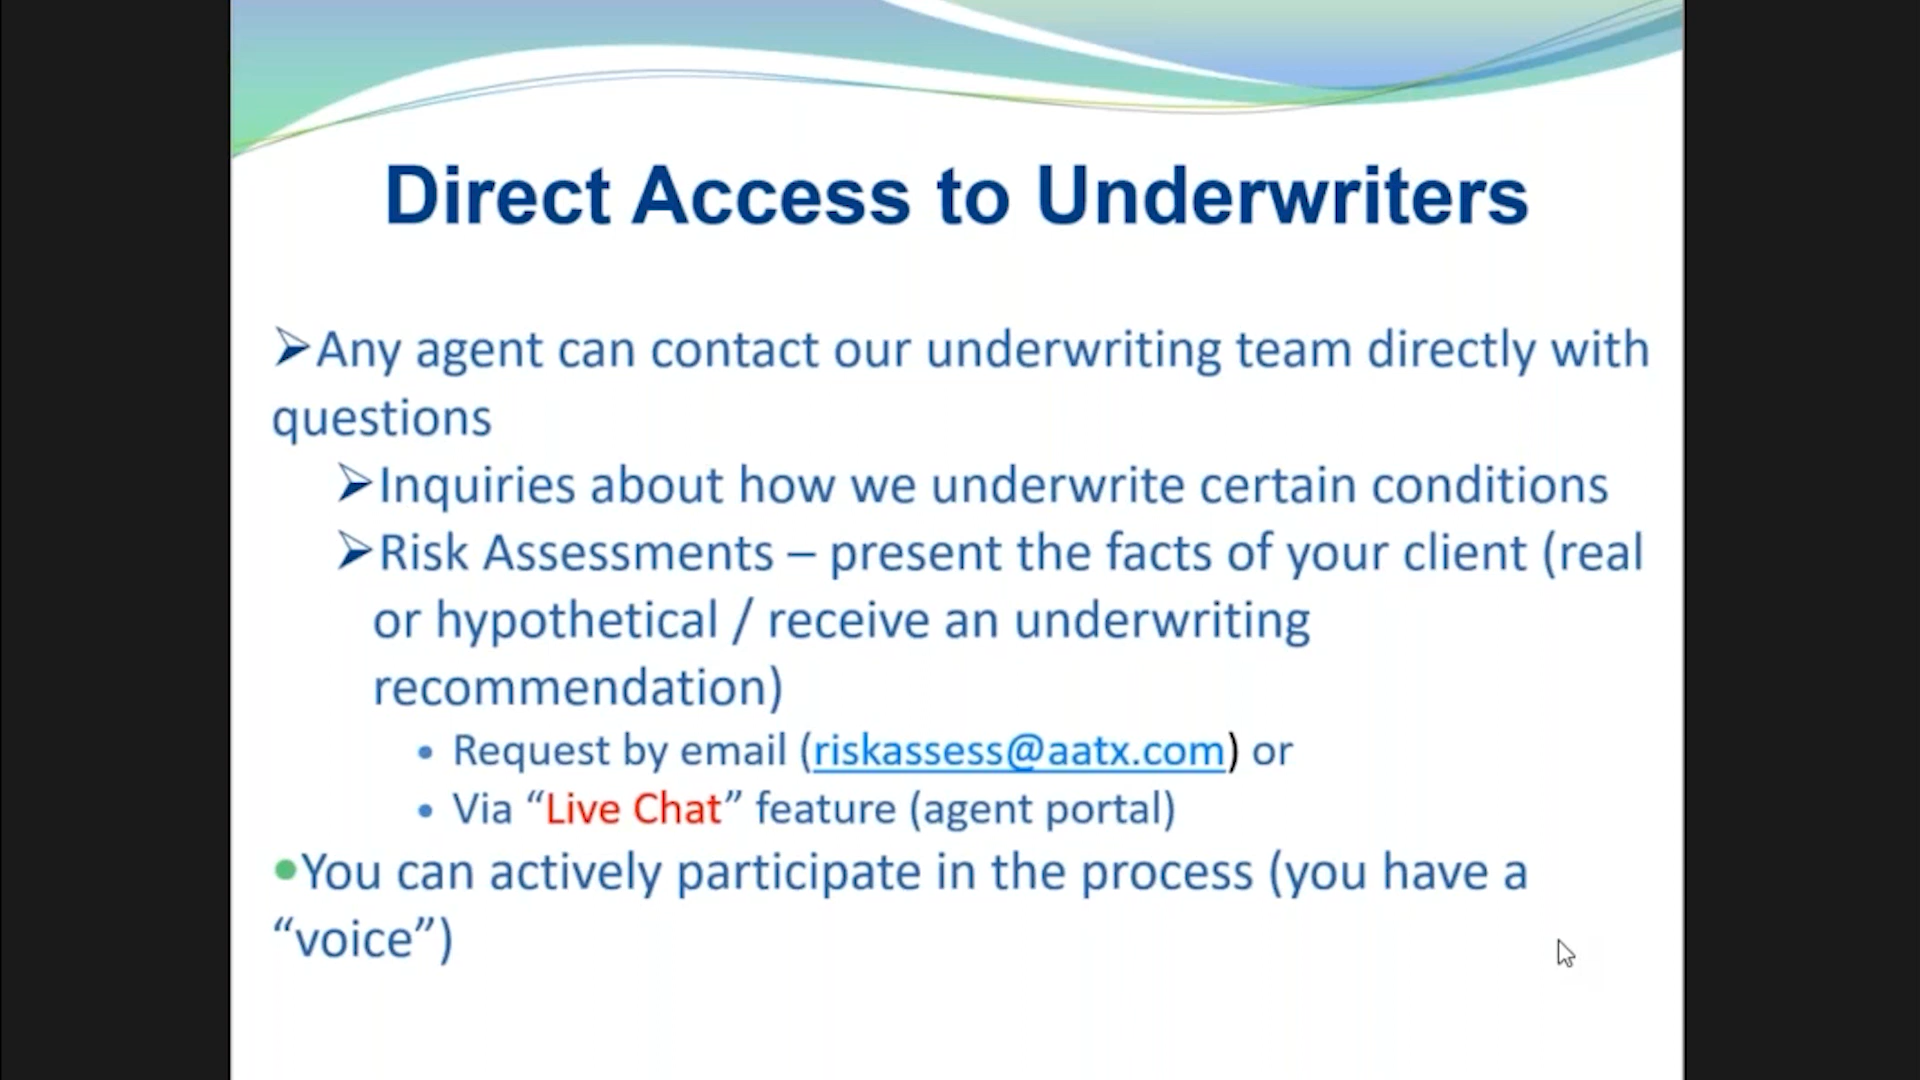 Direct Access to Underwriters
➢Any agent can contact our underwriting team directly with
questions
➢Inquiries about how we underwrite certain conditions
➢Risk Assessments – present the facts of your client (real
or hypothetical / receive an underwriting
recommendation)
• Request by email (riskassess@aatx.com) or
• Via “Live Chat” feature (agent portal)
•You can actively participate in the process (you have a
“voice”)